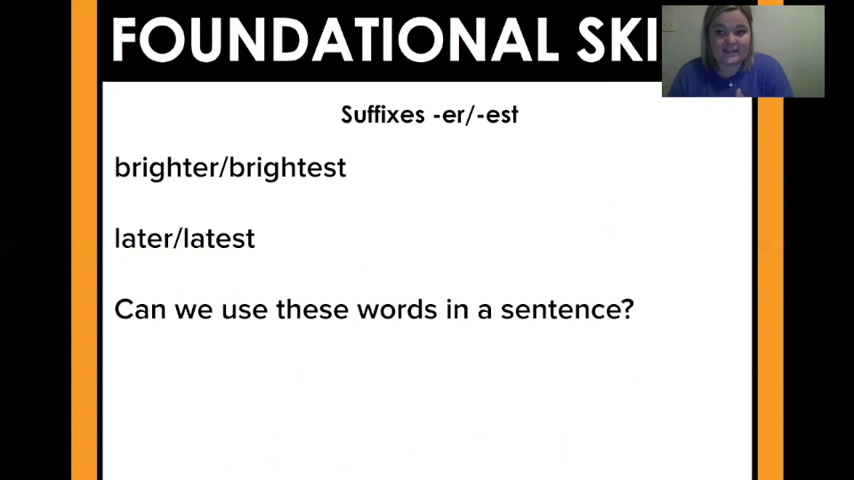 FOUNDATIONAL SKI
Suffixes -er/-est
brighter/brightest
later/latest
Can we use these words in a sentence?